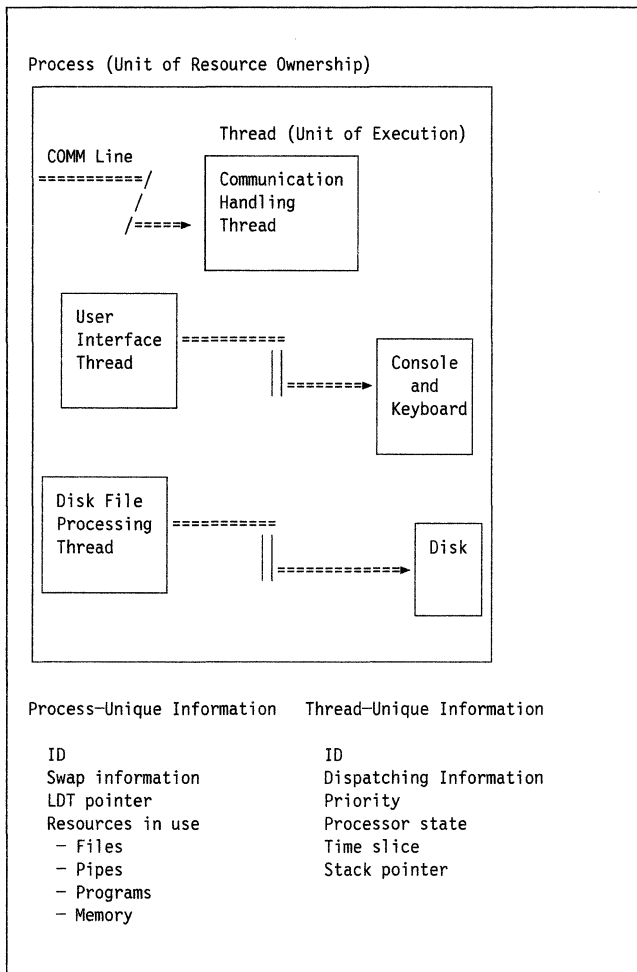 Process (Unit of Resource Ownership)
Thread (Unit of Execution)
COMM Line
Communication
Handling
Thread
User
Interface
Thread
Console
and
Keyboard
Disk File
Processing
Thread
Disk
Process—Unique Information
ID
Swap information
LDT pointer
Resources in use
— Files
— Pipes
— Programs
— Memory
Thread—Unique Information
ID
Dispatching Information
Priority
Processor state
Time slice
Stack pointer